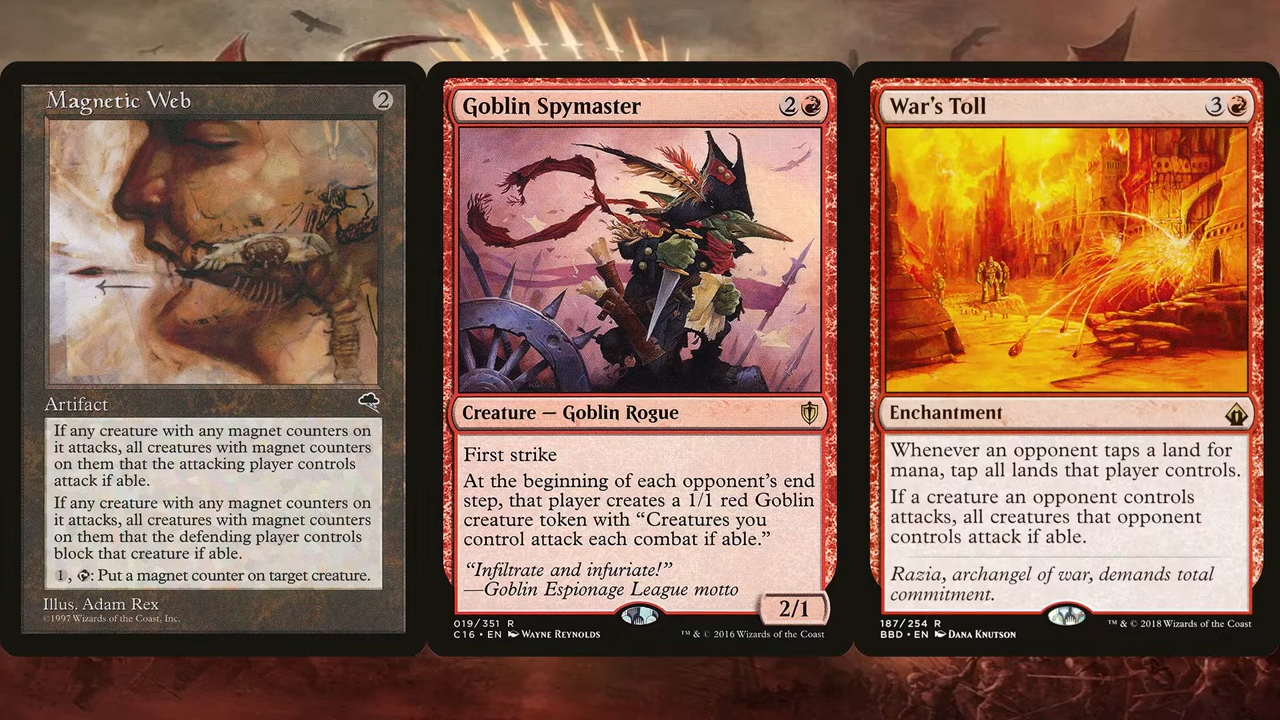 Magnetic Web 2
Artifact
If any creature with any magnet counters on
it attacks, all creatures with magnet counters
on them that the attacking player controls
attack if able.
If any creature with any magnet counters on
it attacks, all creatures with magnet counters
on them that the defending player controls
block that creature if able.
1, : Put a magnet counter on target creature.
Illus. Adam Rex
©1997 Wizards of the Coast, Inc.
Goblin Spymaster 2
Creature — Goblin Rogue
First strike
At the beginning of each opponent's end
step, that player creates a 1/1 red Goblin
creature token with “Creatures you
control attack each combat if able.”
“Infiltrate and infuriate!”
—Goblin Espionage League motto
2/1
019/351 R
C16 • EN Wayne Reynolds
™ & © 2016 Wizards of the Coast
War's Toll 3
Enchantment
Whenever an opponent taps a land for
mana, tap all lands that player controls.
If a creature an opponent controls
attacks, all creatures that opponent
controls attack if able.
Razia, archangel of war, demands total
commitment.
187/254 R
BBD • EN Dana Knutson
™ & © 2018 Wizards of the Coast